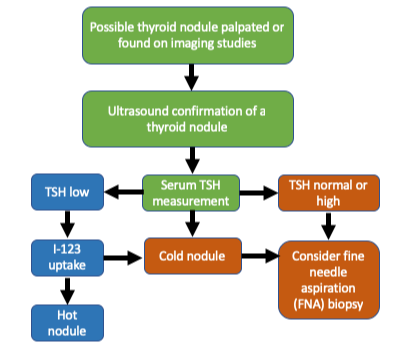 Possible thyroid nodule palpated or
found on imaging studies
Ultrasound confirmation of a
thyroid nodule
TSH low
Serum TSH
measurement
TSH normal or
high
I-123
uptake
Cold nodule
Consider fine
needle
aspiration
(FNA) biopsy
Hot
nodule